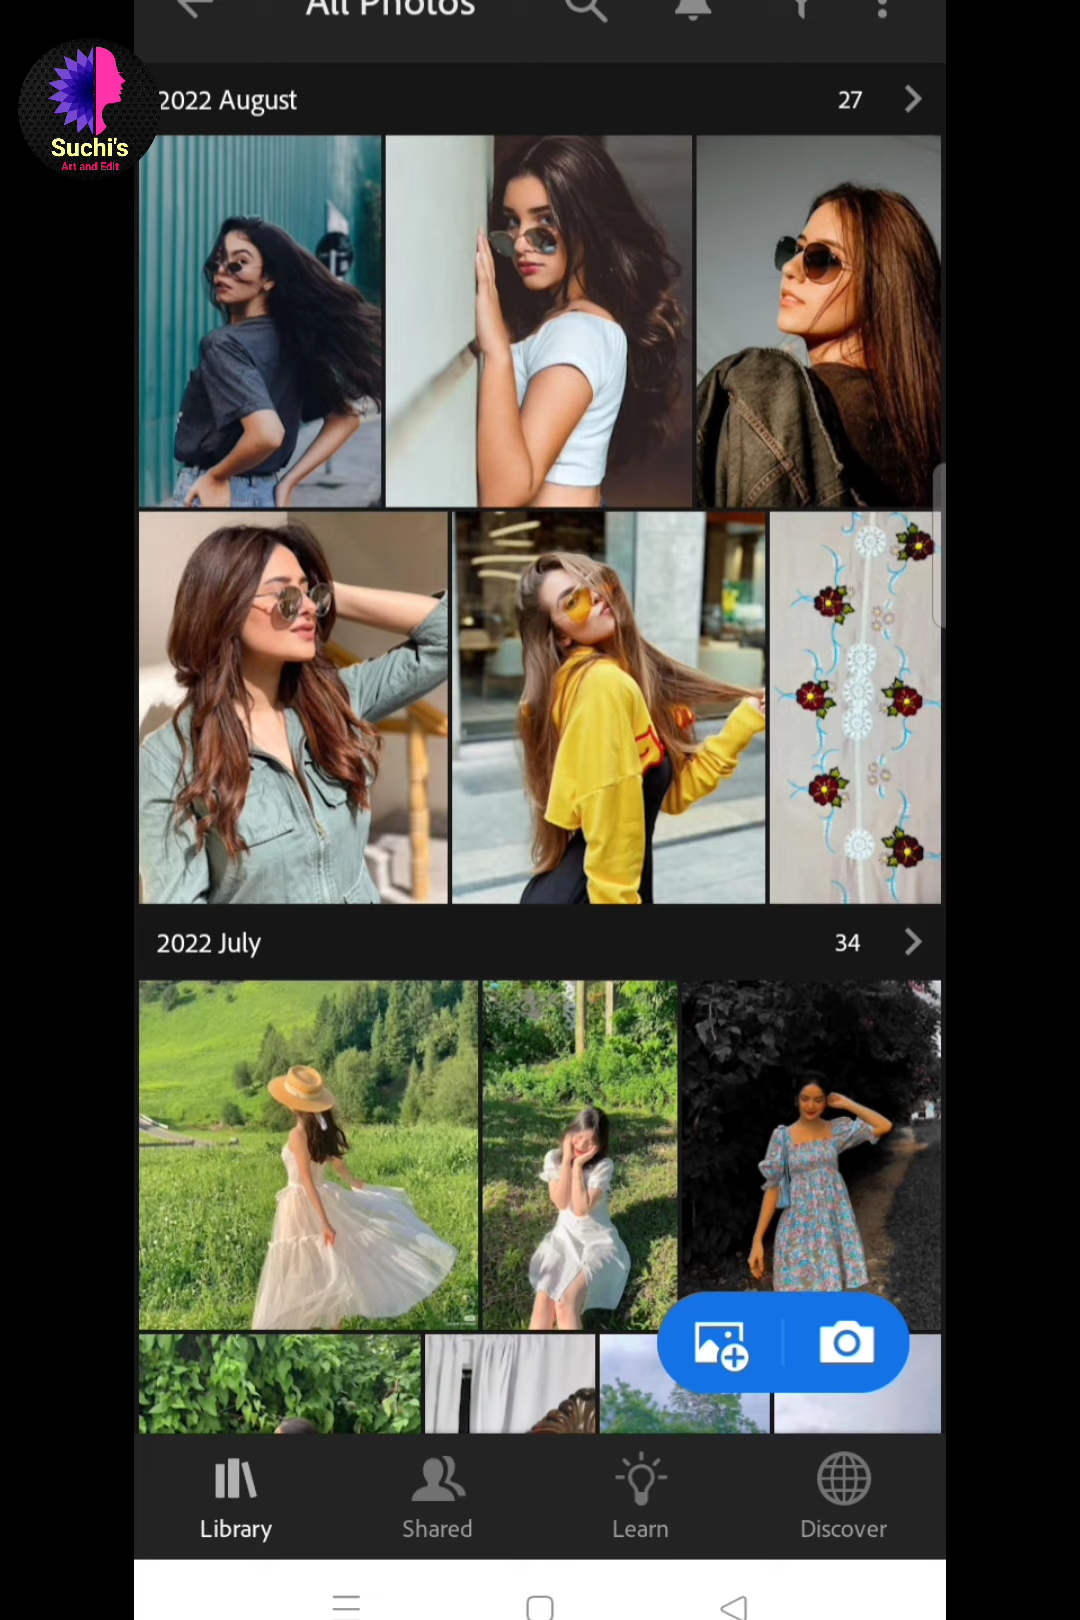 All Photos
Suchi's
Art and Edit
2022 August
27
2022 July
34
Library
Shared
Learn
Discover